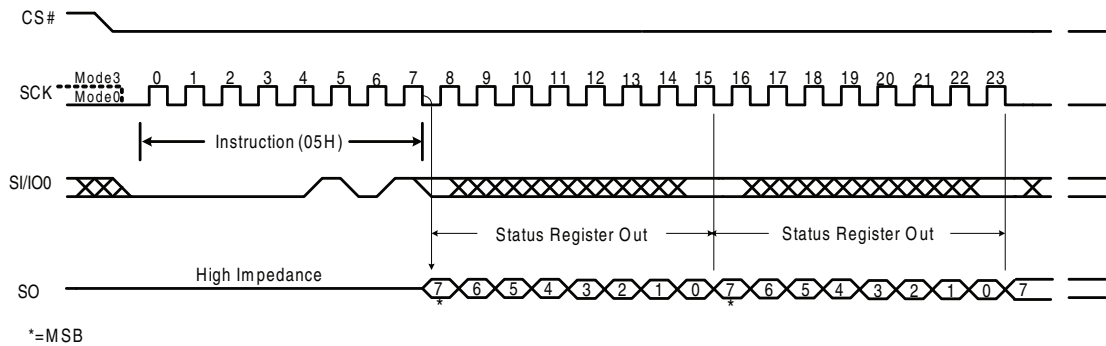 CS#
SCK Mode3 0 1 2 3 4 5 6 7 8 9 10 11 12 13 14 15 16 17 18 19 20 21 22 23
Mode0
Instruction (05H)
SI/IO0
Status Register Out Status Register Out
High Impedance
SO 7 6 5 4 3 2 1 0 7 6 5 4 3 2 1 0 7
* *
*=MSB